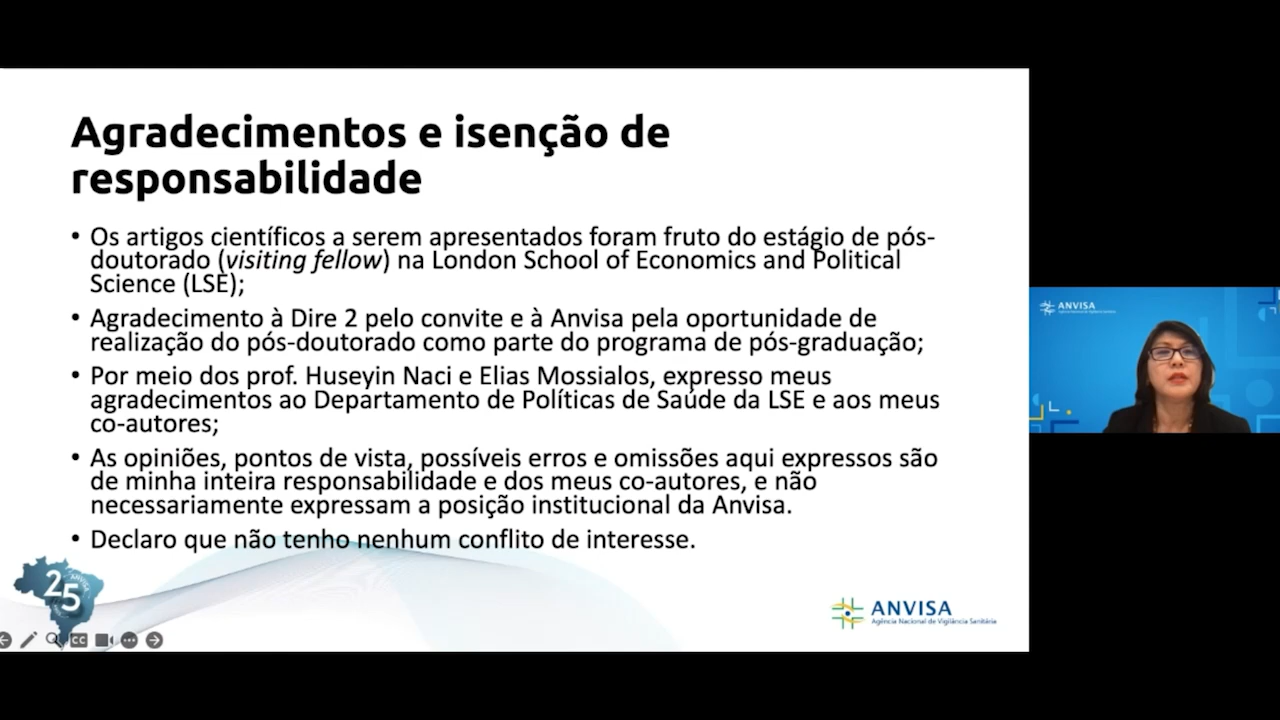 Agradecimentos e isenção de
responsabilidade
• Os artigos científicos a serem apresentados foram fruto do estágio de pós-
doutorado (visiting fellow) na London School of Economics and Political
Science (LSE);
• Agradecimento à Dire 2 pelo convite e à Anvisa pela oportunidade de
realização do pós-doutorado como parte do programa de pós-graduação;
• Por meio dos prof. Huseyin Naci e Elias Mossialos, expresso meus
agradecimentos ao Departamento de Políticas de Saúde da LSE e aos meus
co-autores;
• As opiniões, pontos de vista, possíveis erros e omissões aqui expressos são
de minha inteira responsabilidade e dos meus co-autores, e não
necessariamente expressam a posição institucional da Anvisa.
• Declaro que não tenho nenhum conflito de interesse.
25
ANVISA
Agência Nacional de Vigilância Sanitária
CC
ANVISA